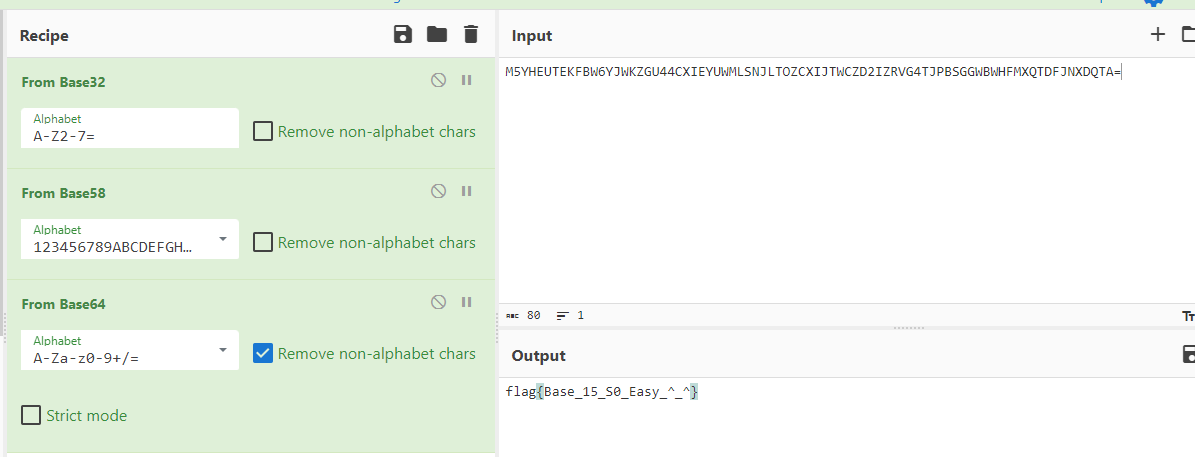 Recipe
From Base32
Alphabet
A-Z2-7=
Remove non-alphabet chars
From Base58
Alphabet
123456789ABCDEFGH…
Remove non-alphabet chars
From Base64
Alphabet
A-Za-z0-9+/=
Remove non-alphabet chars
Strict mode
Input
M5YHEUTEKFBW6YJWKZGU44CXIEYUWMLSNJLTOZCXIJTWCZD2IZRVG4TJPBSGGWBWHFMXQTDFJNXDQTA=
ABC 80 1
Output
flag{Base_15_S0_Easy_^_^}